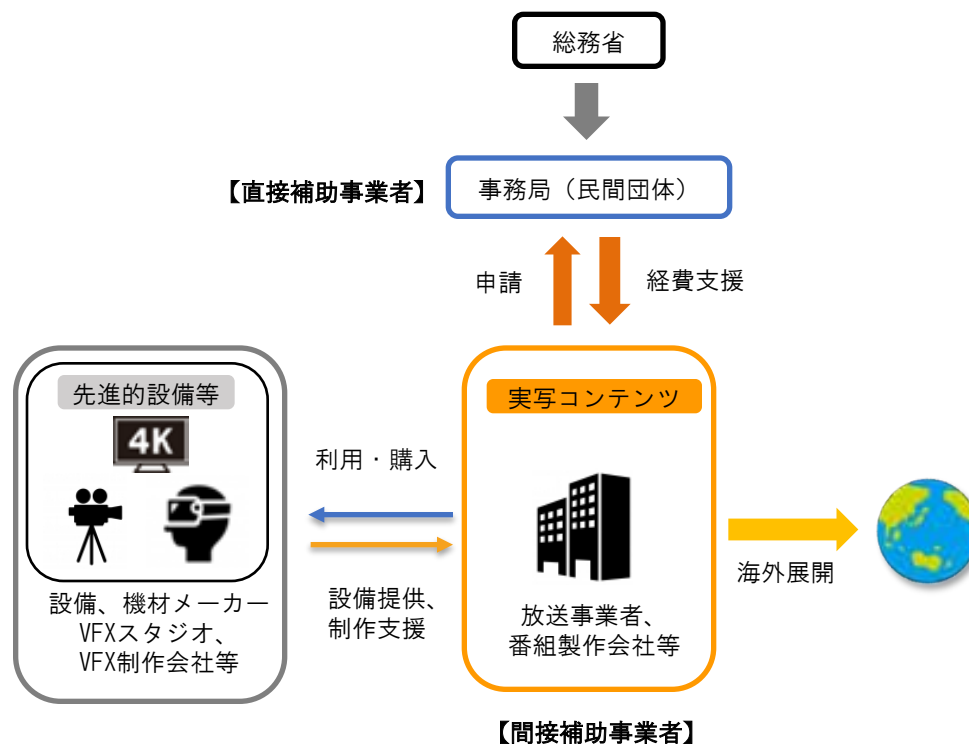 総務省
【直接補助事業者】
事務局（民間団体）
申請
経費支援
先進的設備等
4K
設備、機材メーカー
VFXスタジオ、
VFX制作会社等
利用・購入
設備提供、
制作支援
実写コンテンツ
放送事業者、
番組製作会社等
海外展開
【間接補助事業者】